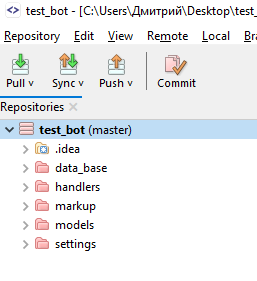 test_bot - [C:\Users\Дмитрий\Desktop\test_
Repository Edit View Remote Local
Pull Sync Push Commit
Repositories
test_bot (master)
.idea
data_base
handlers
markup
models
settings